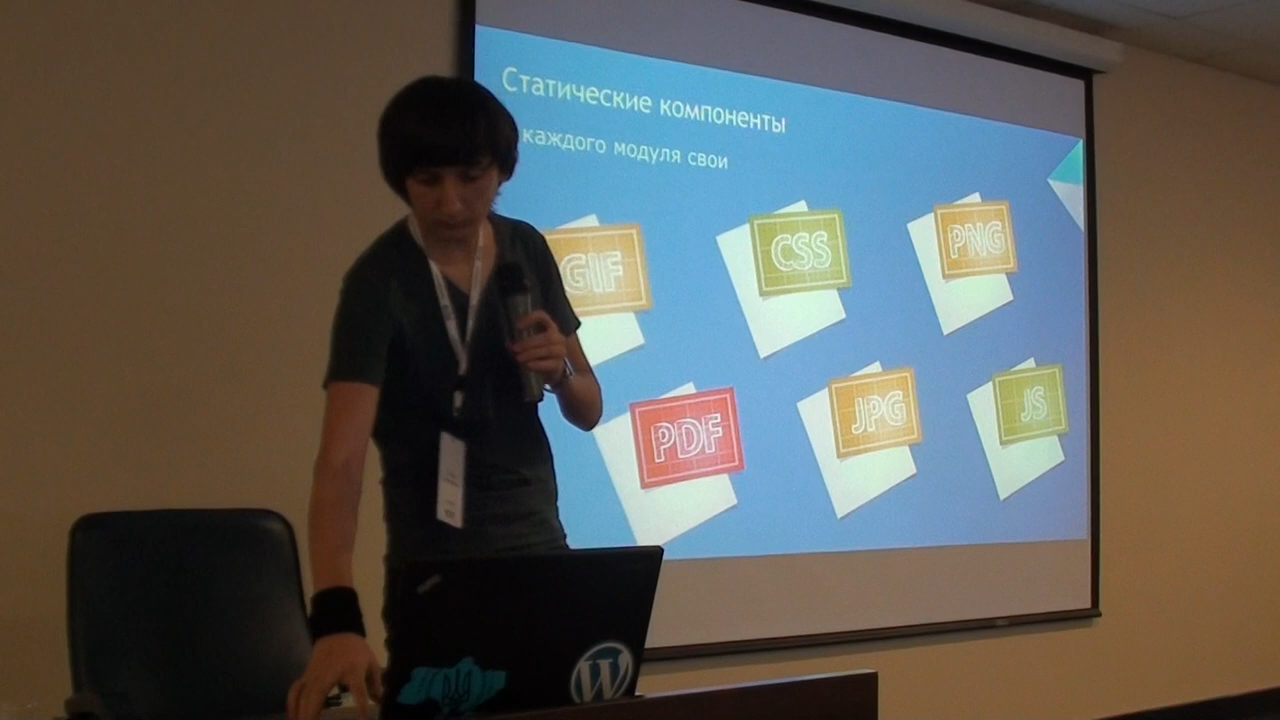 Статические компоненты
каждого модуля свои
GIF
CSS
PNG
PDF
JPG
JS
W